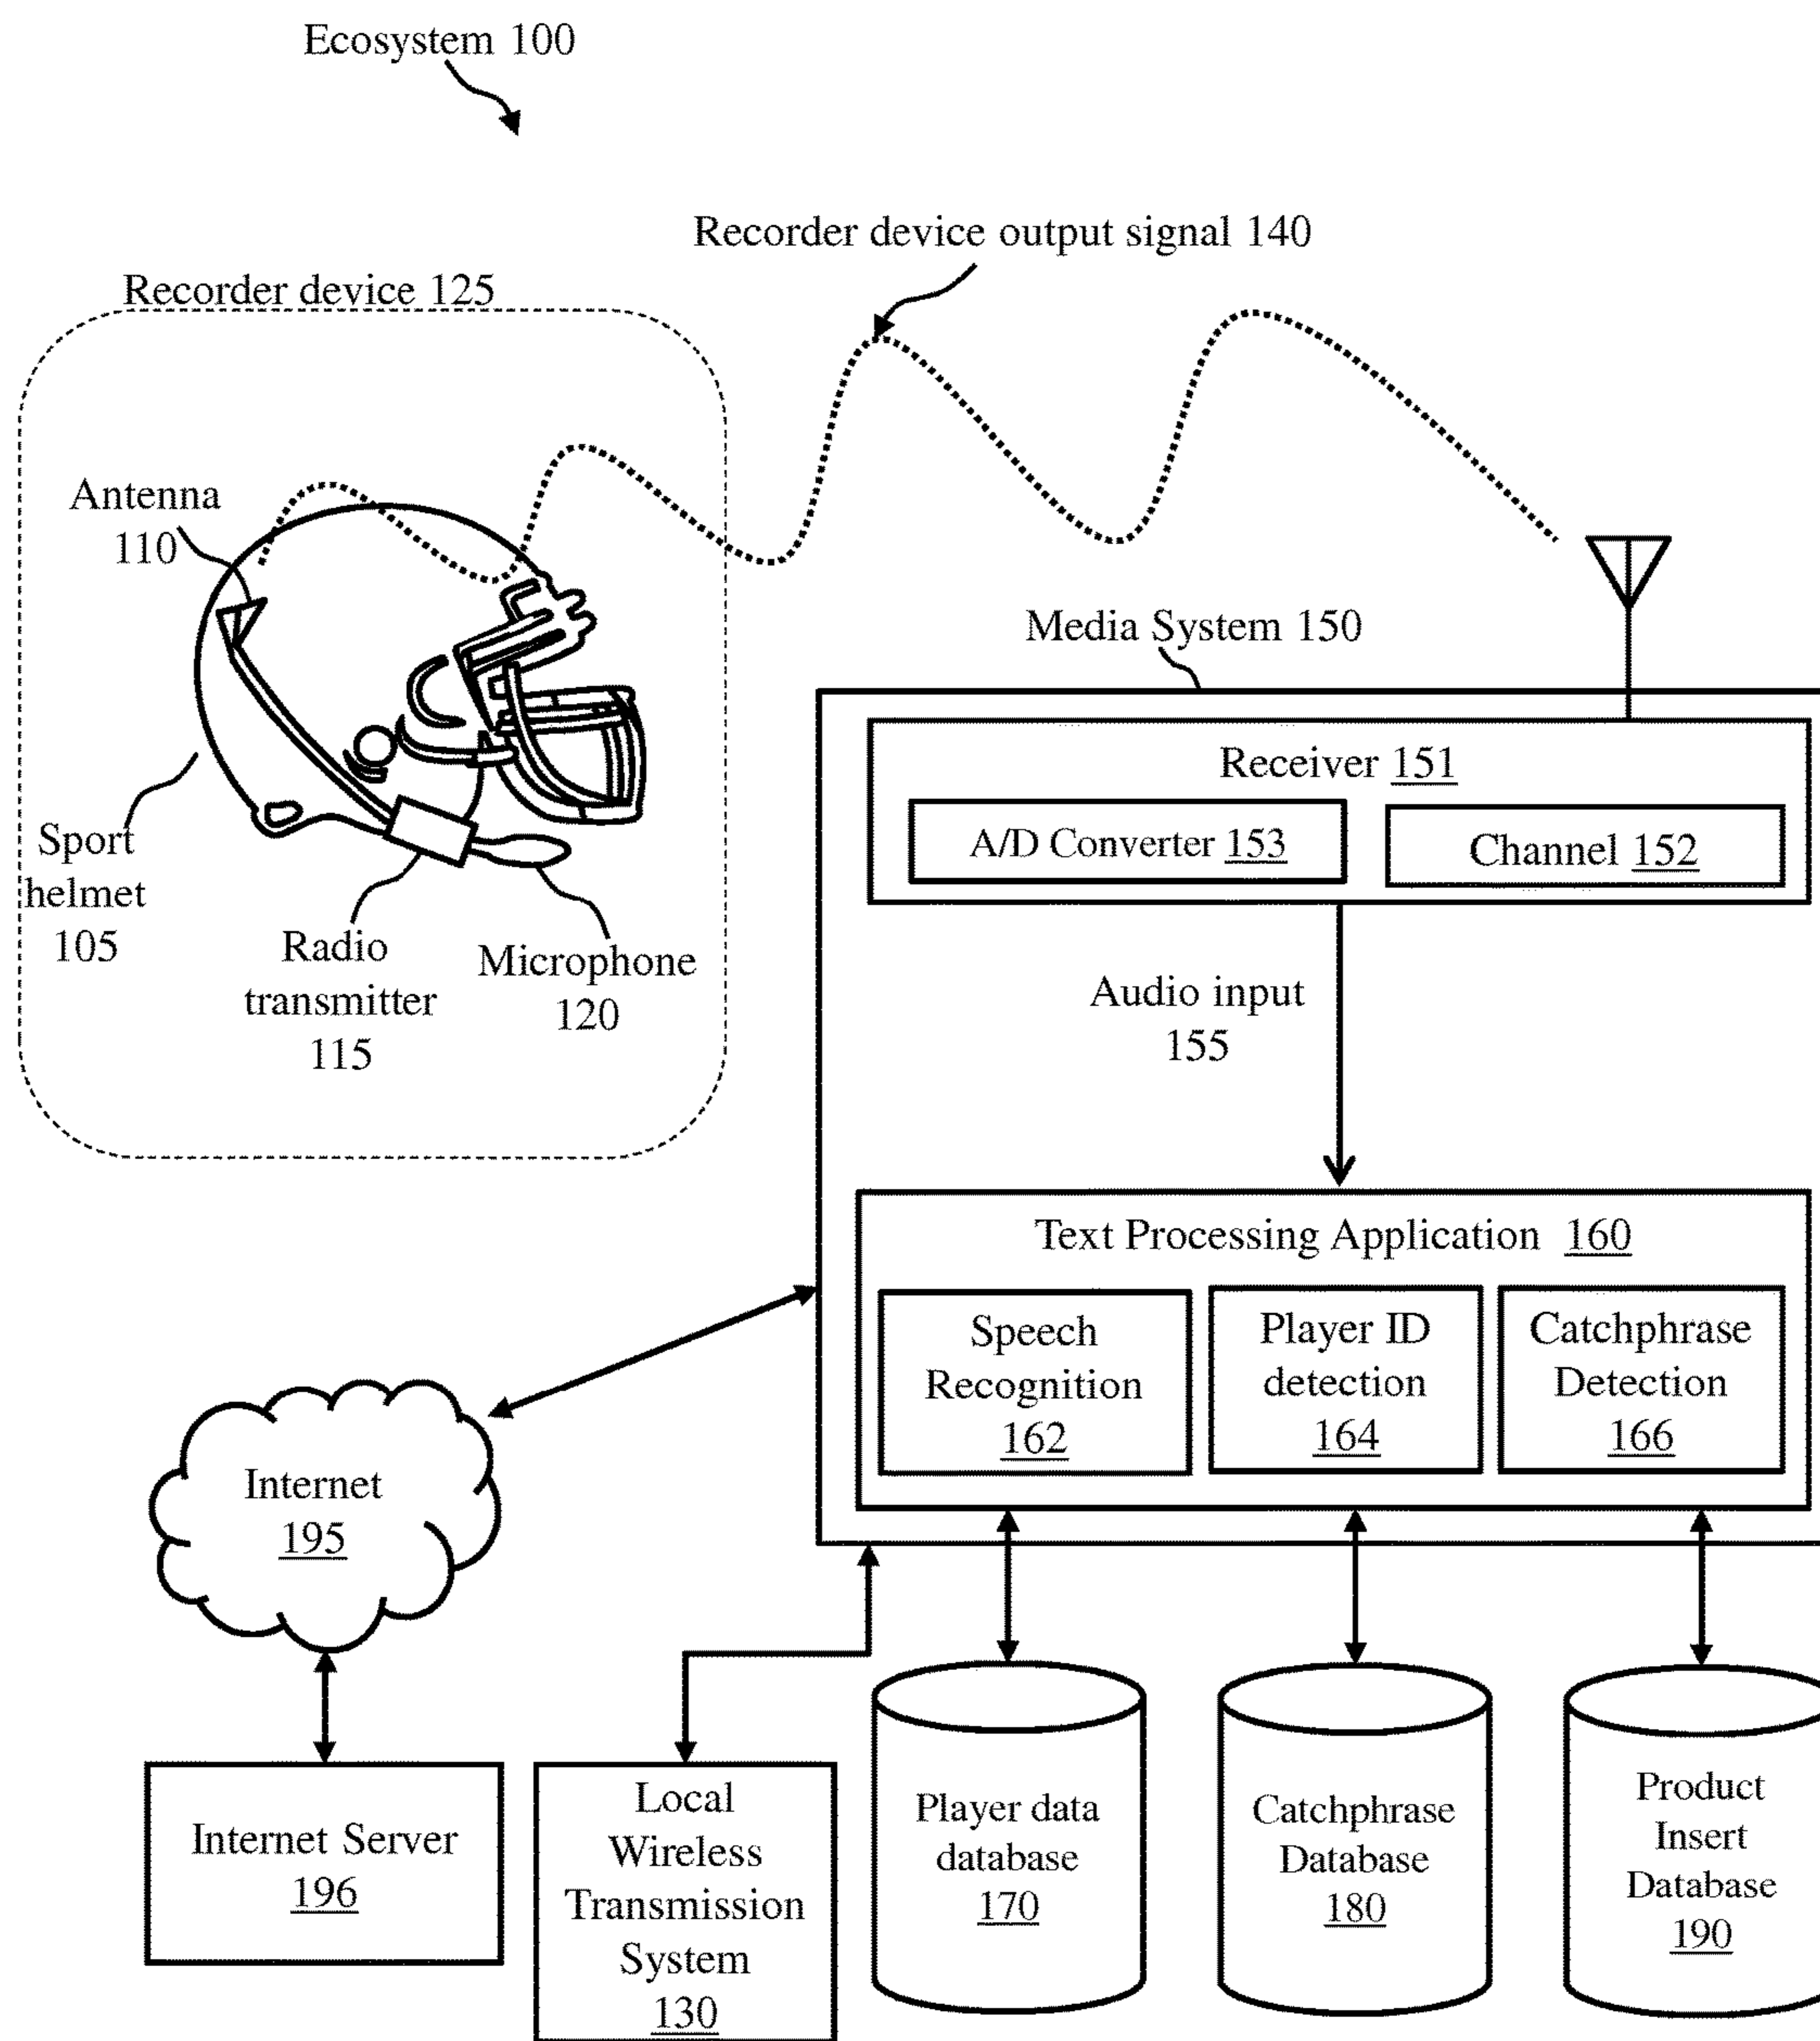 Ecosystem 100
Recorder device output signal 140
Recorder device 125
Antenna
110
Sport
helmet
105
Radio
transmitter
115
Microphone
120
Media System 150
Receiver 151
A/D Converter 153
Channel 152
Audio input
155
Text Processing Application 160
Speech
Recognition
162
Player ID
detection
164
Catchphrase
Detection
166
Internet
195
Internet Server
196
Local
Wireless
Transmission
System
130
Player data
database
170
Catchphrase
Database
180
Product
Insert
Database
190